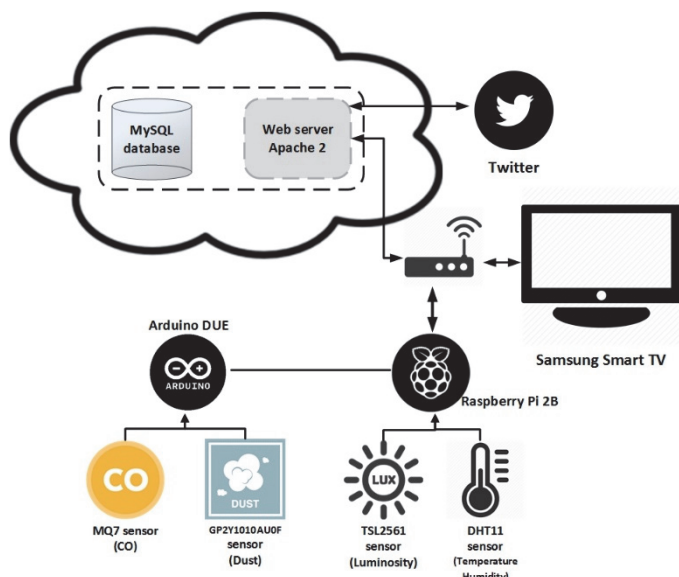 MySQL
database
Web server
Apache 2
Twitter
Samsung Smart TV
Arduino DUE
ARDUINO
Raspberry Pi 2B
CO
MQ7 sensor
(CO)
DUST
GP2Y1010AU0F
sensor
(Dust)
LUX
TSL2561
sensor
(Luminosity)
DHT11
sensor
(Temperature
Humidity)